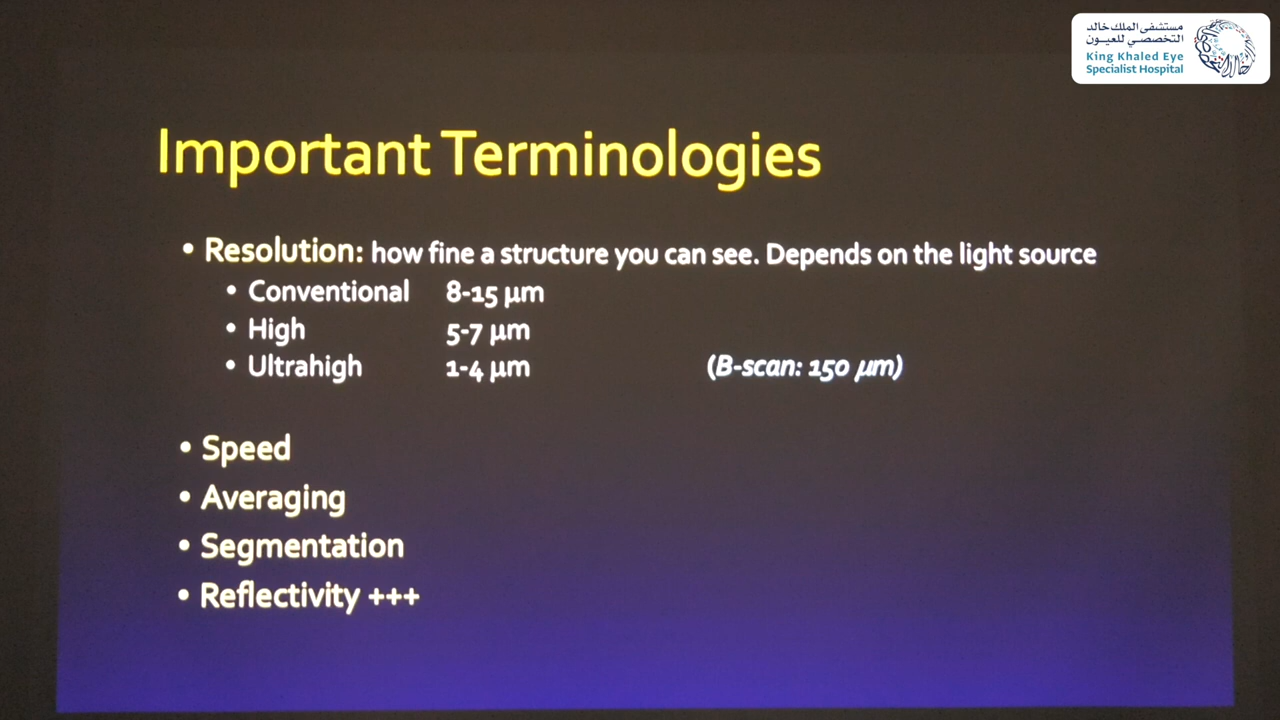 مستشفى الملك خالد
التخصصي للعيون
King Khaled Eye
Specialist Hospital
Important Terminologies
• Resolution: how fine a structure you can see. Depends on the light source
• Conventional 8-15 µm
• High 5-7 µm
• Ultrahigh 1-4 µm (B-scan: 150 µm)
• Speed
• Averaging
• Segmentation
• Reflectivity +++